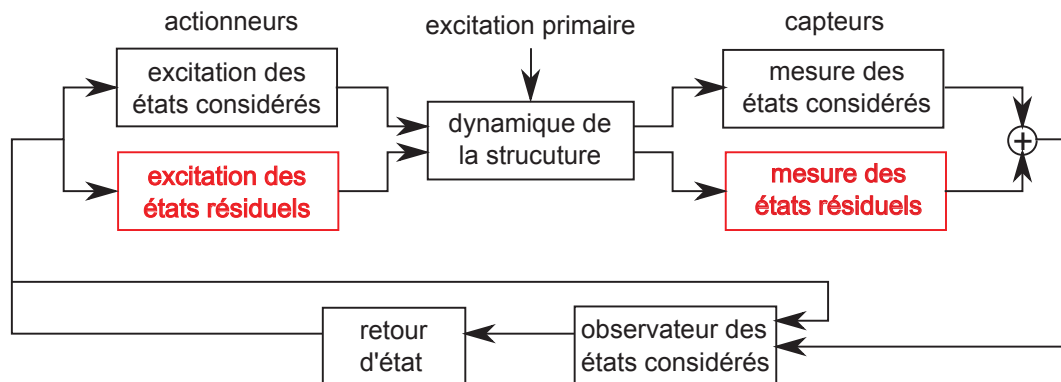 actionneurs
excitation primaire
capteurs
excitation des
états considérés
mesure des
états considérés
dynamique de
la strucuture
+
excitation des
états résiduels
mesure des
états résiduels
retour
d'état
observateur des
états considérés